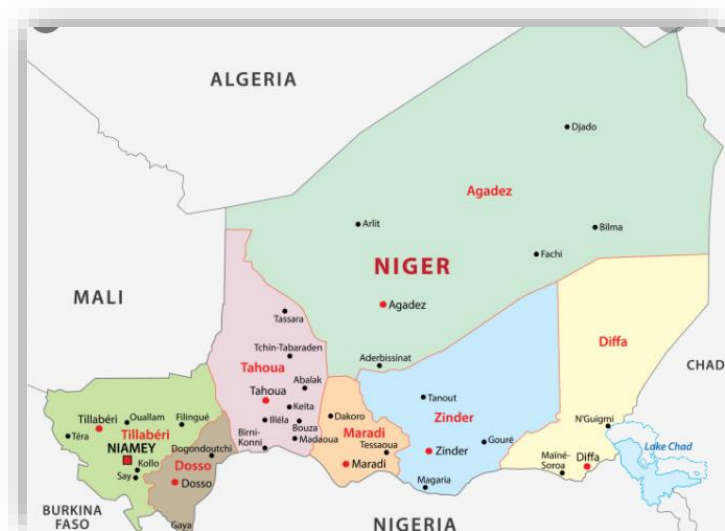 ALGERIA
Djado
Agadez
Arlit
Bilma
Fachi
NIGER
MALI
Agadez
Tassara
Diffa
Tchin-Tabaraden
Aderbissinat
CHAD
Tahoua
Abalak
Tahoua
Tanout
Keita
Dakoro
Zinder
Tillabéri
Ouallam
Filingué
Illéla
Bouza
N'Guigmi
Téra
Tillabéri
Birni-
Konni
Madaoua
Maradi
Tessaoua
Gouré
Lake Chad
NIAMEY
Dogondoutchi
Zinder
Maïné-
Soroa
Diffa
Kollo
Dosso
Maradi
Say
Dosso
Magaria
BURKINA
FASO
Gaya
NIGERIA